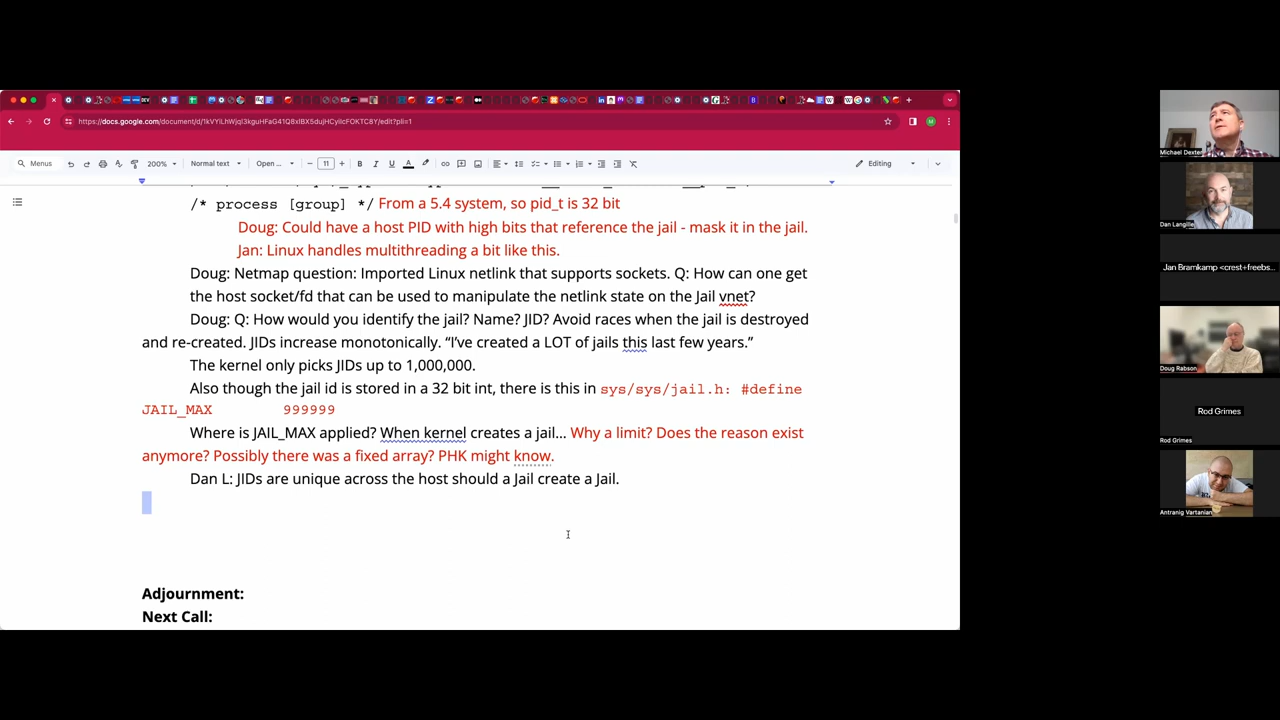 https://docs.google.com/document/d/
Menus
200%
Normal text
Open ...
11
Editing
/* process [group] */ From a 5.4 system, so pid_t is 32 bit
Doug: Could have a host PID with high bits that reference the jail - mask it in the jail.
Jan: Linux handles multithreading a bit like this.
Doug: Netmap question: Imported Linux netlink that supports sockets. Q: How can one get
the host socket/fd that can be used to manipulate the netlink state on the Jail vnet?
Doug: Q: How would you identify the jail? Name? JID? Avoid races when the jail is destroyed
and re-created. JIDs increase monotonically. “I’ve created a LOT of jails this last few years.”
The kernel only picks JIDs up to 1,000,000.
Also though the jail id is stored in a 32 bit int, there is this in sys/sys/jail.h: #define
JAIL_MAX 999999
Where is JAIL_MAX applied? When kernel creates a jail... Why a limit? Does the reason exist
anymore? Possibly there was a fixed array? PHK might know.
Dan L: JIDs are unique across the host should a Jail create a Jail.
Adjournment:
Next Call:
Michael Dexter
Dan Langille
Jan Bramkamp <crest+freebs...
Doug Rabson
Rod Grimes
Rod Grimes
Antranig Vartanian